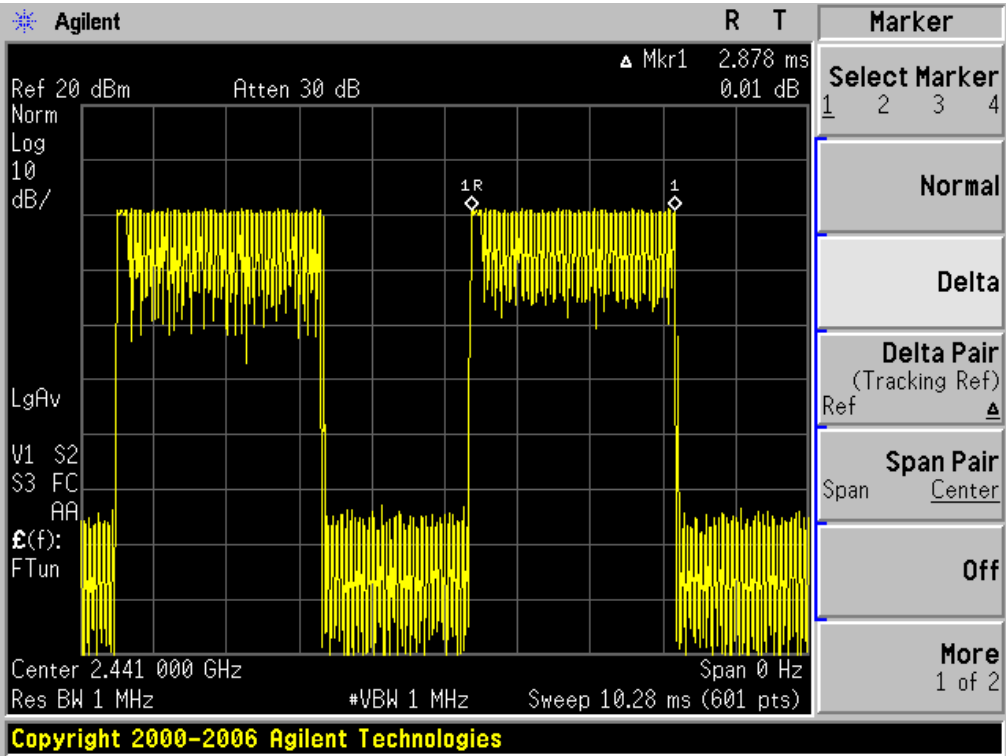 Agilent R T
Δ Mkr1 2.878 ms
Ref 20 dBm Atten 30 dB 0.01 dB
Norm
Log
10
dB/
1R 1
LgAv
V1 S2
S3 FC
AA
£(f):
FTun
Center 2.441 000 GHz Span 0 Hz
Res BW 1 MHz #VBW 1 MHz Sweep 10.28 ms (601 pts)
Copyright 2000-2006 Agilent Technologies
Marker
Select Marker
1 2 3 4
Normal
Delta
Delta Pair
(Tracking Ref)
Ref Δ
Span Pair
Span Center
Off
More
1 of 2